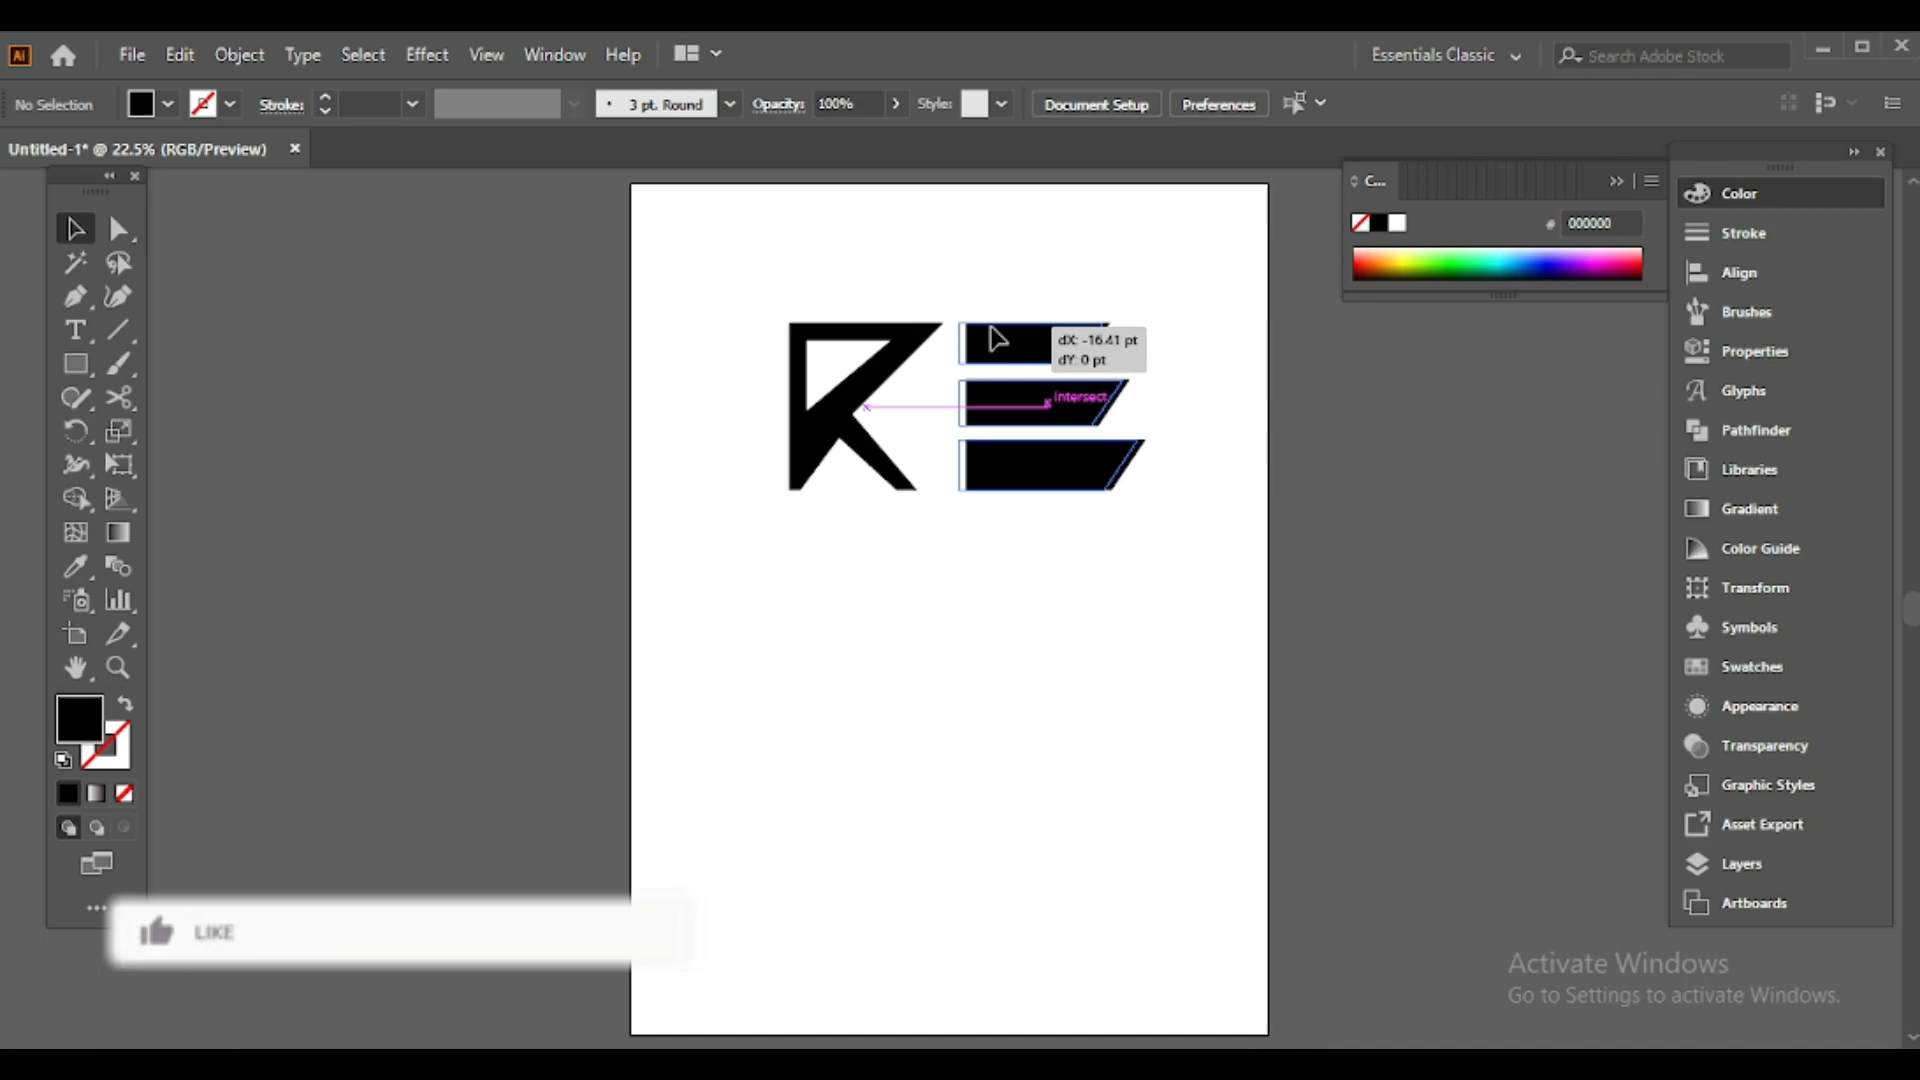 Ai File Edit Object Type Select Effect View Window Help Essentials Classic Search Adobe Stock
No Selection Stroke: 3 pt. Round Opacity: 100% Style: Document Setup Preferences
Untitled-1* @ 22.5% (RGB/Preview)
C...
# 000000
Color
Stroke
Align
Brushes
Properties
Glyphs
Pathfinder
Libraries
Gradient
Color Guide
Transform
Symbols
Swatches
Appearance
Transparency
Graphic Styles
Asset Export
Layers
Artboards
RE
dX: -16.41 pt
dY: 0 pt
intersect
LIKE
Activate Windows
Go to Settings to activate Windows.